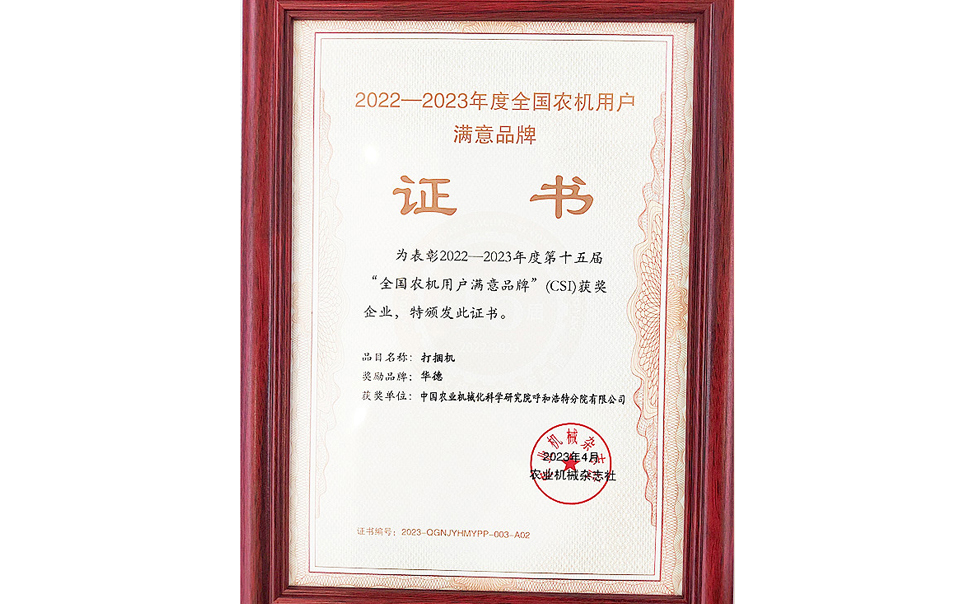 2022—2023年度全国农机用户
满意品牌
证 书
为表彰2022—2023年度第十五届
“全国农机用户满意品牌”(CSI)获奖
企业，特颁发此证书。
品目名称：打捆机
奖励品牌：华德
获奖单位：中国农业机械化科学研究院呼和浩特分院有限公司
机械杂志
2023年4月
农业机械杂志社
证书编号：2023-QGNJYHMYPP-003-A02